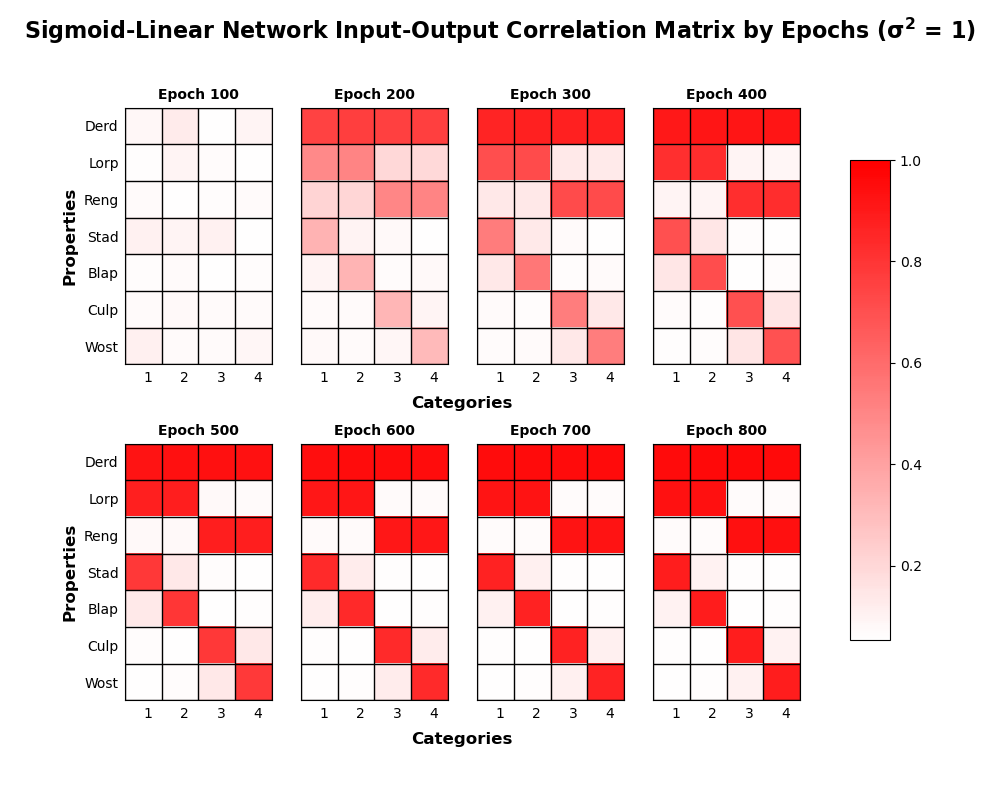 Sigmoid-Linear Network Input-Output Correlation Matrix by Epochs (σ² = 1)
Epoch 100 Epoch 200 Epoch 300 Epoch 400
Derd
Lorp
Reng
Stad
Blap
Culp
Wost
Properties
1 2 3 4 1 2 3 4 1 2 3 4 1 2 3 4
Categories
Epoch 500 Epoch 600 Epoch 700 Epoch 800
Derd
Lorp
Reng
Stad
Blap
Culp
Wost
Properties
1 2 3 4 1 2 3 4 1 2 3 4 1 2 3 4
Categories
1.0
0.8
0.6
0.4
0.2